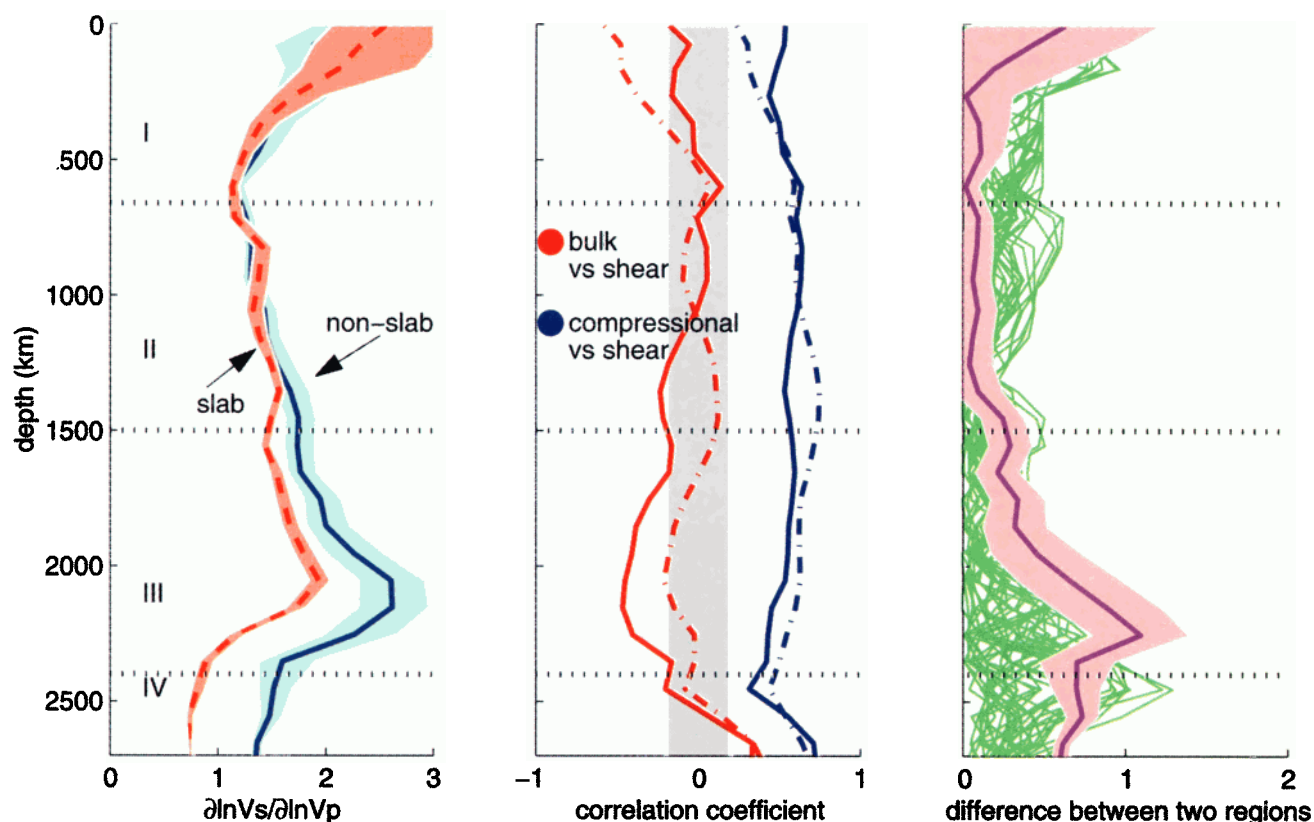 0
500
1000
1500
2000
2500
depth (km)
I
II
III
IV
slab
non-slab
0 1 2 3
∂lnVs/∂lnVp
bulk
vs shear
compressional
vs shear
-1 0 1
correlation coefficient
0 1 2
difference between two regions